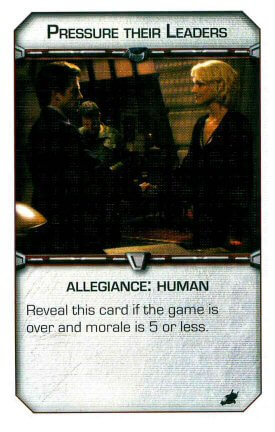 PRESSURE THEIR LEADERS
ALLEGIANCE: HUMAN
Reveal this card if the game is
over and morale is 5 or less.